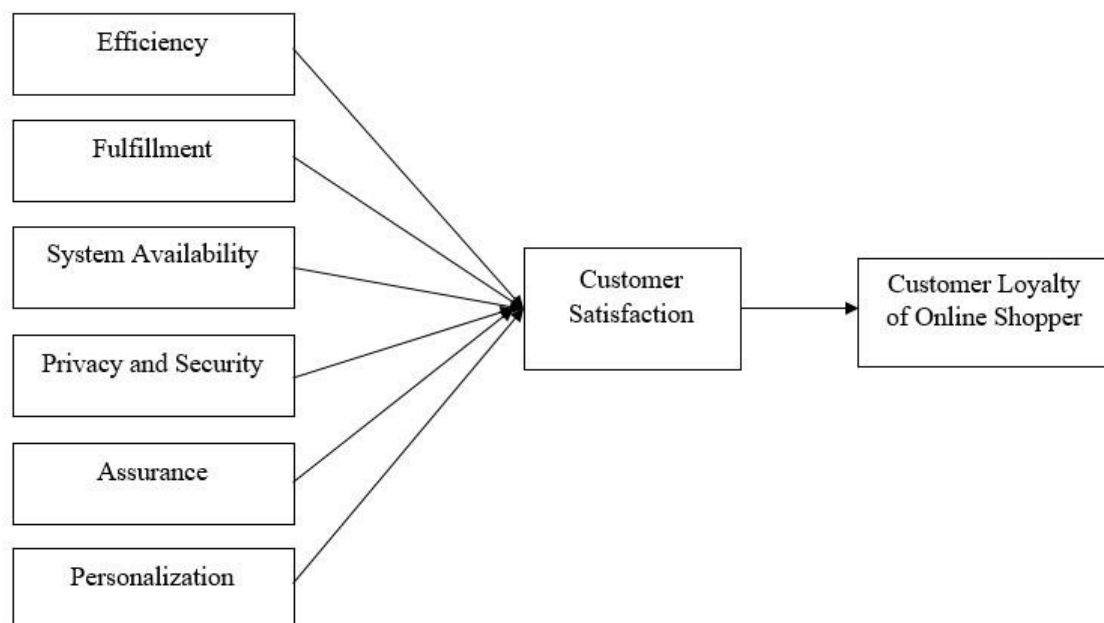 Efficiency
Fulfillment
System Availability
Privacy and Security
Assurance
Personalization
Customer
Satisfaction
Customer Loyalty
of Online Shopper